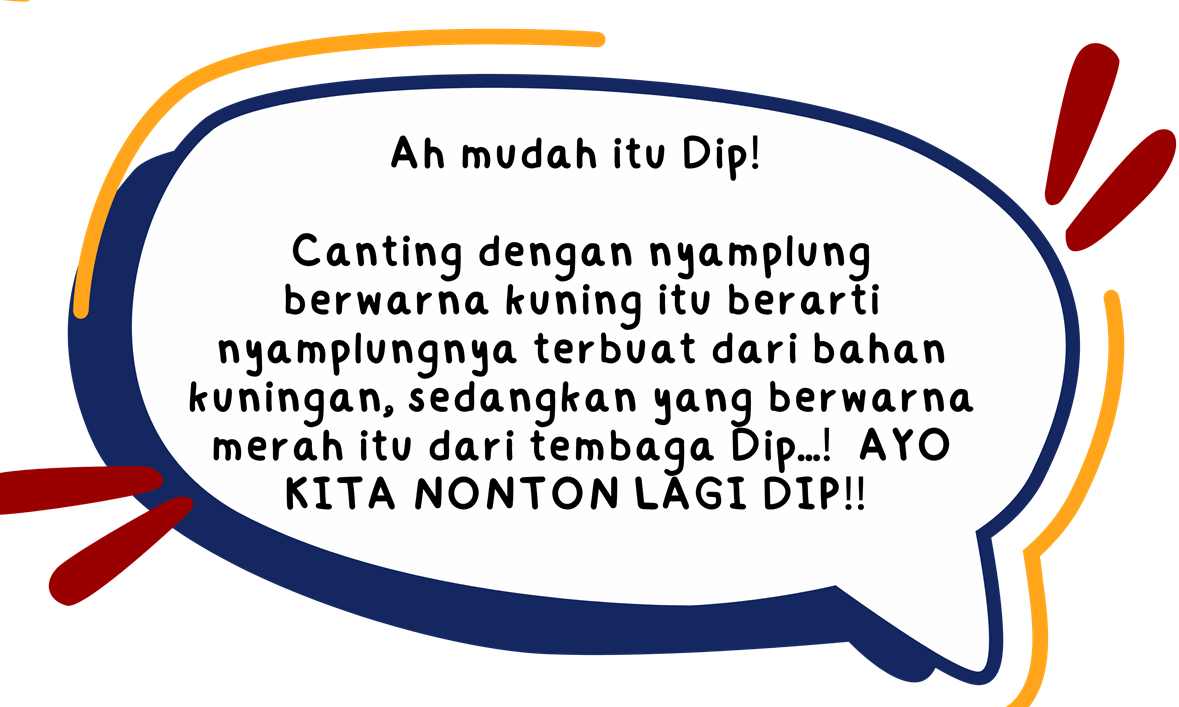 Ah mudah itu Dip!
Canting dengan nyamplung
berwarna kuning itu berarti
nyamplungnya terbuat dari bahan
kuningan, sedangkan yang berwarna
merah itu dari tembaga Dip...!  AYO
KITA NONTON LAGI DIP!!